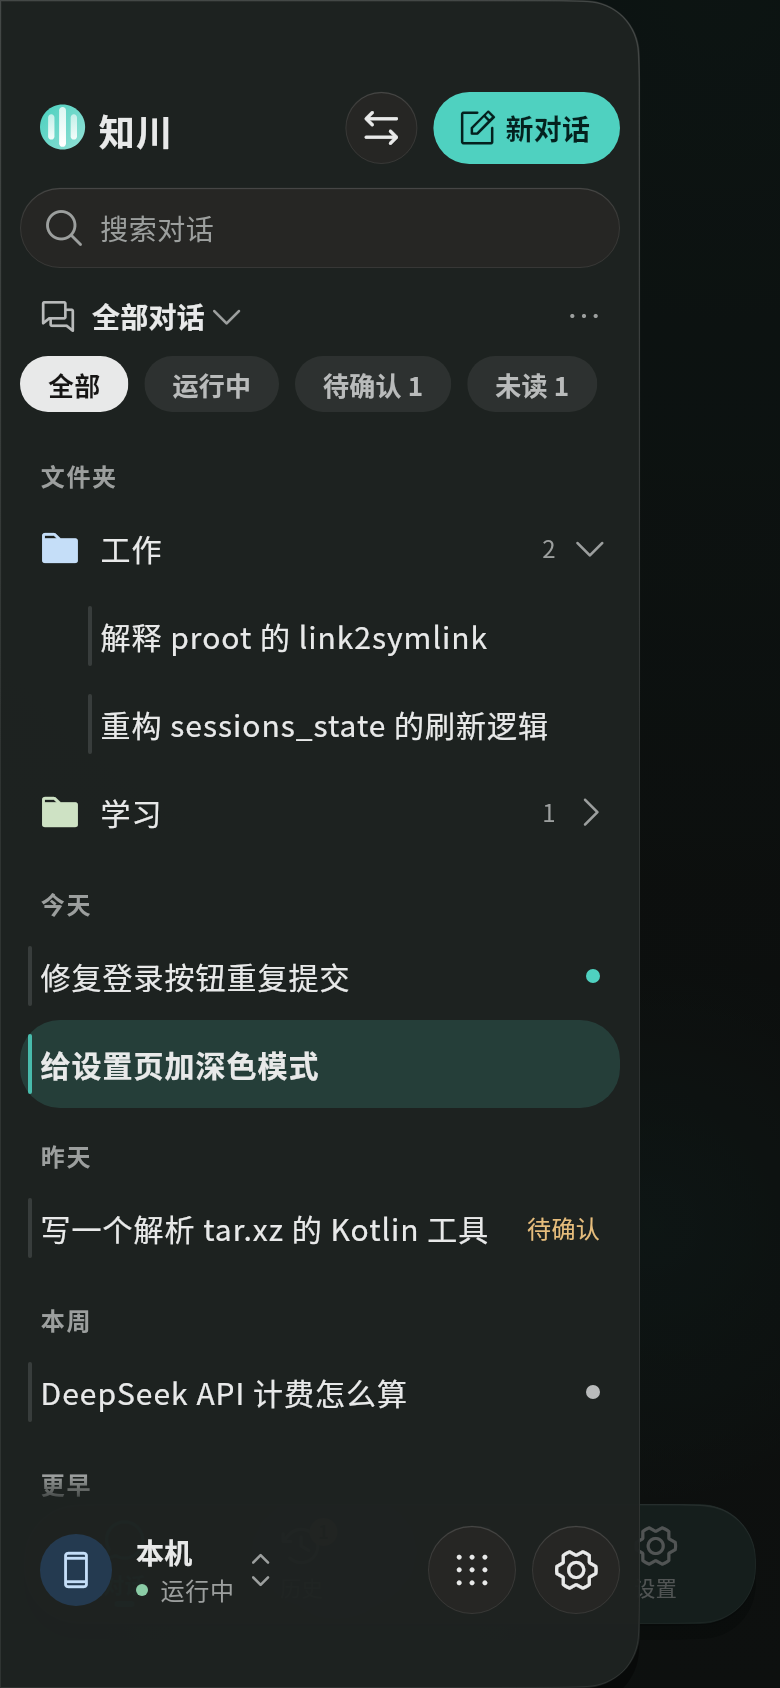 知川
新对话
搜索对话
全部对话
全部 运行中 待确认 1 未读 1
文件夹
工作 2
解释 proot 的 link2symlink
重构 sessions_state 的刷新逻辑
学习 1
今天
修复登录按钮重复提交
给设置页加深色模式
昨天
写一个解析 tar.xz 的 Kotlin 工具 待确认
本周
DeepSeek API 计费怎么算
更早
本机
运行中
设置